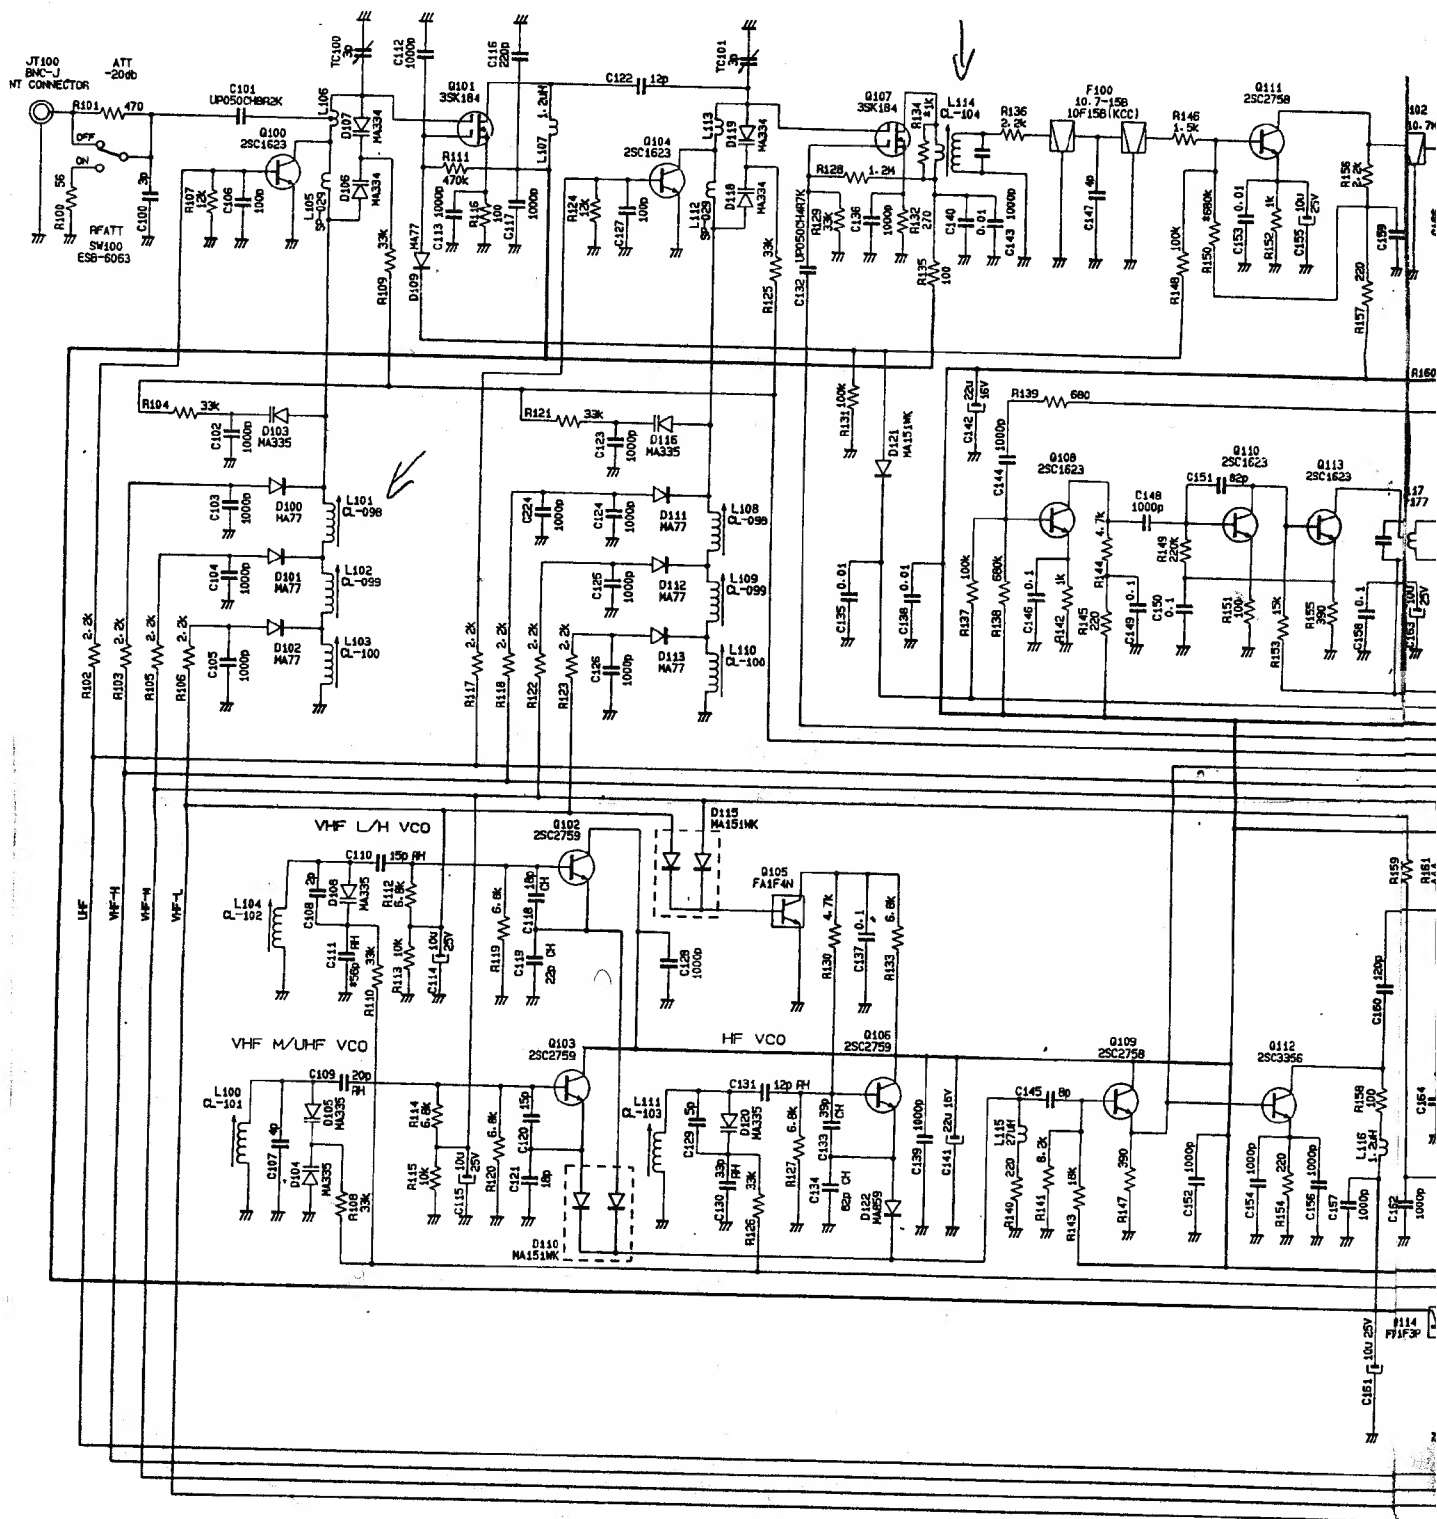 JT100
BNC-J
NT CONNECTOR
ATT
-20db
R101
470
OFF
ON
R100 56
RFATT
SW100
ESB-6063
C100 3p
C101
UP050CH8R2K
Q100
2SC1623
R107
12k
C106
100p
L106
L105
SP-029
TC100
3p
D107
MA334
D106
MA334
R109 33k
C112
1000p
Q101
3SK184
R111
470k
C113
1000p
R116
100
C117
1000p
MA77
D109
C116
220p
L107 1.2uH
C122 12p
Q104
2SC1623
R124
12k
C127
100p
TC101
3p
L113
L112
SP-029
D119
MA334
D118
MA334
R125 33k
Q107
3SK184
R128 1.2M
UP050CH4R7K
C132
R129
33K
C136
1000p
R132
270
R134
*1K
R135
100
L114
CL-104
C140
0.01
C143
1000p
R136
2.2k
F100
10.7-15B
10F15B(KCC)
C147 4p
R146
1.5k
Q111
2SC2758
R148 100k
R150 *680k
C153 0.01
R152 1k
C155 10u
25V
R156
2.2k
C159
220
R157
102
10.7M
R160
R104 33k
C102
1000p
D103
MA335
C103
1000p
D100
MA77
L101
CL-098
C104
1000p
D101
MA77
L102
CL-099
C105
1000p
D102
MA77
L103
CL-100
R102 2.2k
R103 2.2k
R105 2.2k
R106 2.2k
R121 33k
C123
1000p
D116
MA335
C224
1000p
C124
1000p
D111
MA77
L108
CL-098
C125
1000p
D112
MA77
L109
CL-099
C126
1000p
D113
MA77
L110
CL-100
R117 2.2k
R118 2.2k
R122 2.2k
R123 2.2k
R131 100k
D121
MA151WK
C135 0.01
C138 0.01
C142 22u
16V
R139 680
C144 1000p
Q108
2SC1623
R137 100k
R138 680k
C146 0.1
R142 1k
R144 4.7k
R145
220
C149 0.1
C148
1000p
R149
220k
C150
0.1
C151 82p
Q110
2SC1623
R151
100
R153 15k
Q113
2SC1623
R155
390
C158 0.1
C163
25V
UHF
VHF-H
VHF-M
VHF-L
VHF L/H VCO
L104
CL-102
C108 2p
C110 15p RH
D108
MA335
C111
*56p RH
R110 33k
R112
6.8k
R113 10k
C114 10u
25V
R119 6.8k
C118 18p
CH
C119
22p CH
Q102
2SC2759
C128
1000p
D115
MA151WK
Q105
FA1F4N
R130 4.7k
C137 0.1
R133 6.8k
R159
R161
C160 120p
VHF M/UHF VCO
L100
CL-101
C107 4p
C109 20p
RH
D105
MA335
D104
MA335
R108
33k
R114
6.8k
R115
10k
C115 10u
25V
R120 6.8k
C120 15p
C121
18p
Q103
2SC2759
D110
MA151WK
HF VCO
L111
CL-103
C129 5p
C131 12p RH
D120
MA335
C130 33p
RH
R126 33k
R127 6.8k
C133 39p
CH
C134
62p CH
Q106
2SC2759
D122
MA859
C139 1000p
C141 22u 16V
L115
27uH
R140 220
C145 8p
R141 8.2k
R143 18k
Q109
2SC2758
R147 390
C152 1000p
Q112
2SC3356
C154 1000p
R154 220
C156 1000p
C157
1000p
R158
100
L116
1.2uH
C162
1000p
C164
C161 10u 25V
Q114
FA1F3P